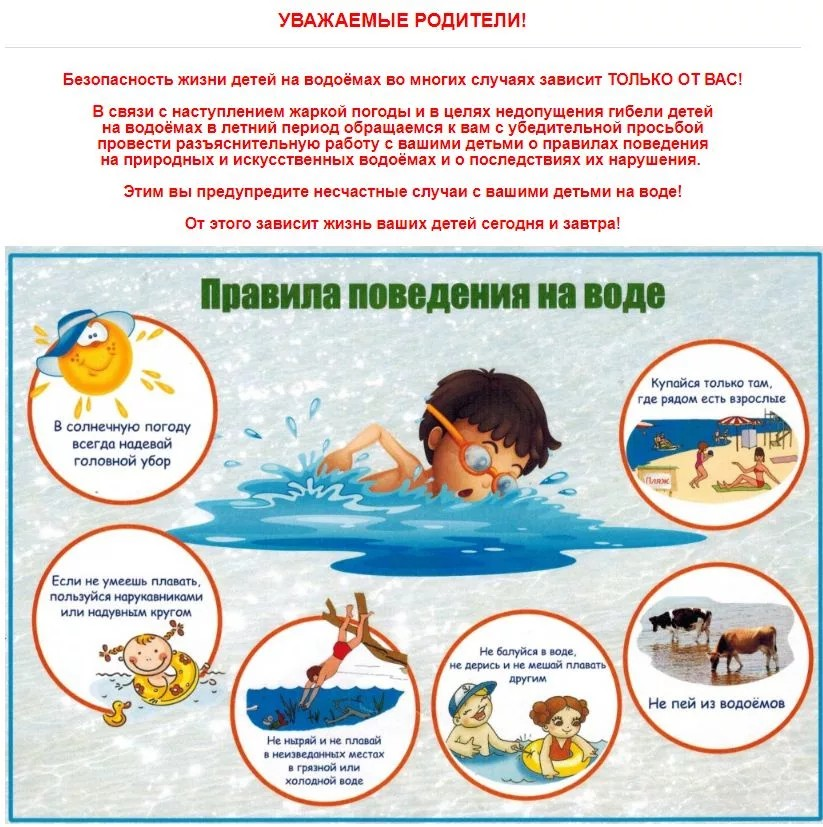 УВАЖАЕМЫЕ РОДИТЕЛИ!
Безопасность жизни детей на водоёмах во многих случаях зависит ТОЛЬКО ОТ ВАС!
В связи с наступлением жаркой погоды и в целях недопущения гибели детей
на водоёмах в летний период обращаемся к вам с убедительной просьбой
провести разъяснительную работу с вашими детьми о правилах поведения
на природных и искусственных водоёмах и о последствиях их нарушения.
Этим вы предупредите несчастные случаи с вашими детьми на воде!
От этого зависит жизнь ваших детей сегодня и завтра!
Правила поведения на воде
В солнечную погоду
всегда надевай
головной убор
Купайся только там,
где рядом есть взрослые
Пляж
Если не умеешь плавать,
пользуйся нарукавниками
или надувным кругом
Не ныряй и не плавай
в неизведанных местах
в грязной или
холодной воде
Не балуйся в воде,
не дерись и не мешай плавать
другим
Не пей из водоёмов